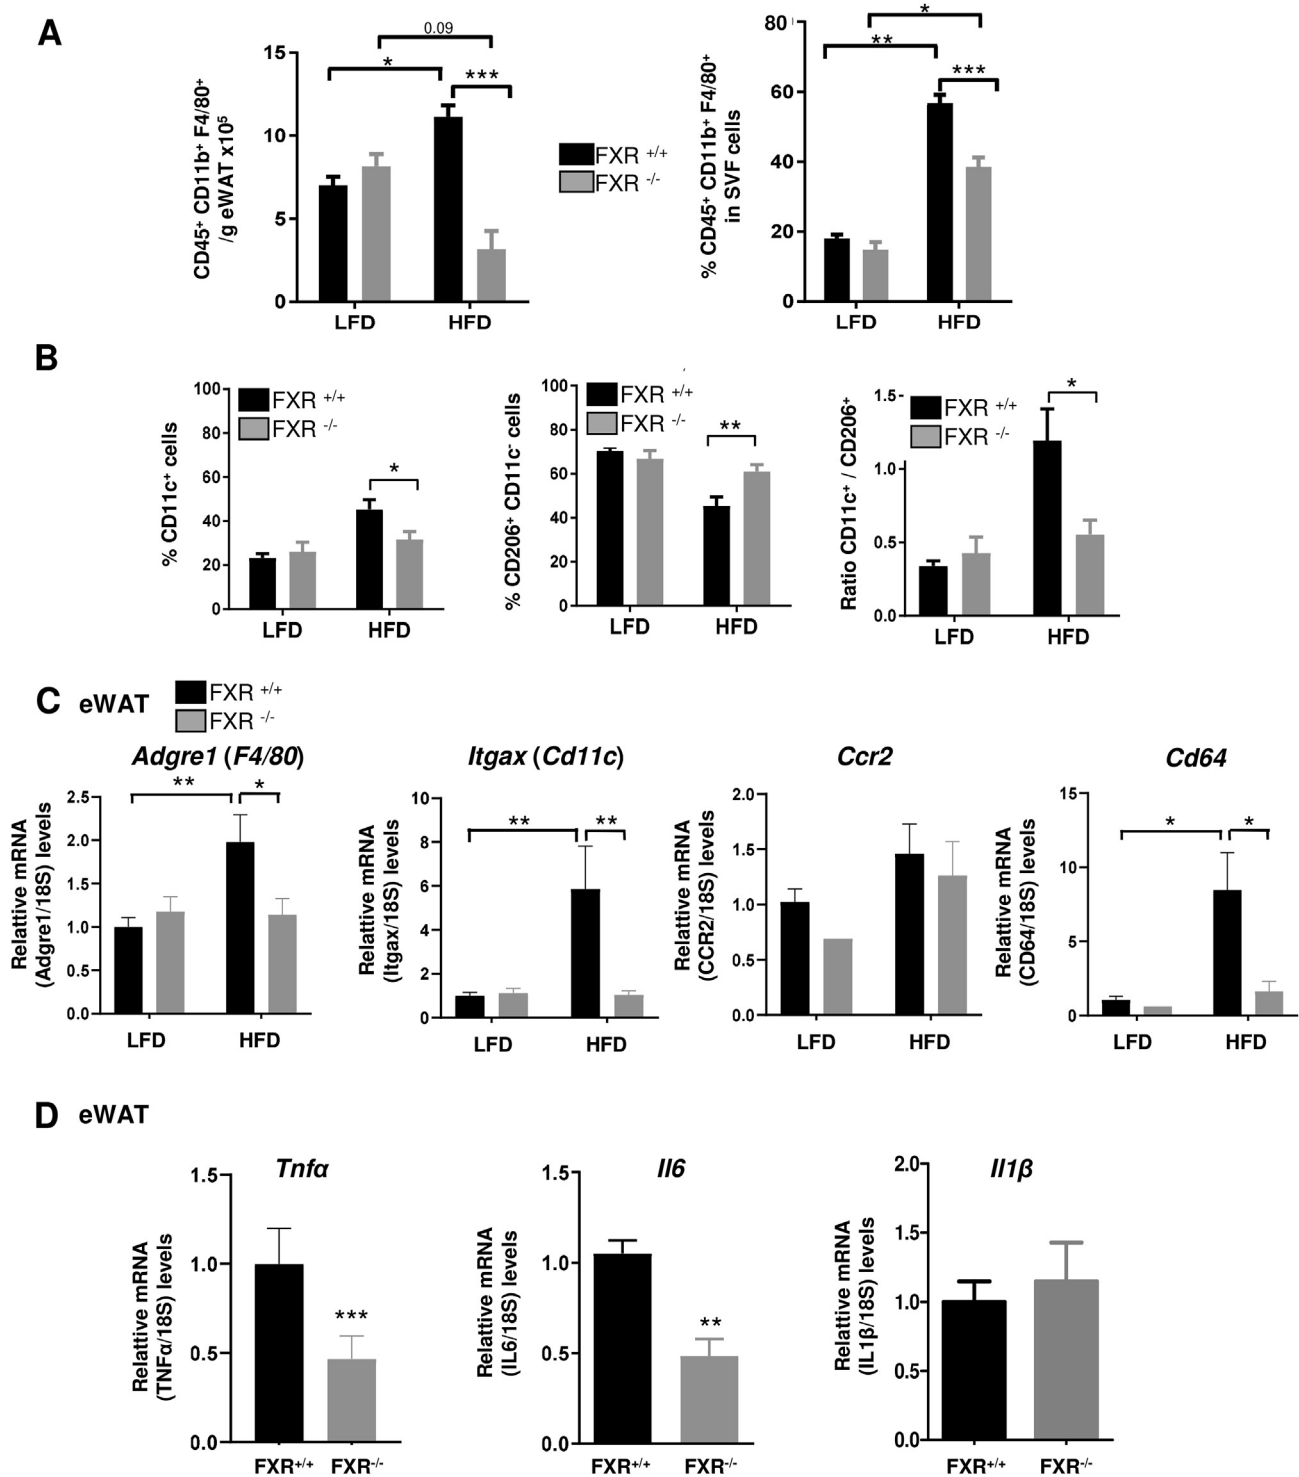 A
CD45⁺ CD11b⁺ F4/80⁺
/g eWAT x10⁵
15
10
5
0
0.09
*
***
LFD
HFD
FXR +/+
FXR -/-
% CD45⁺ CD11b⁺ F4/80⁺
in SVF cells
80
60
40
20
0
*
**
***
LFD
HFD
B
% CD11c⁺ cells
100
80
60
40
20
0
FXR +/+
FXR -/-
*
LFD
HFD
% CD206⁺ CD11c⁻ cells
100
80
60
40
20
0
FXR +/+
FXR -/-
**
LFD
HFD
Ratio CD11c⁺ / CD206⁺
1.5
1.0
0.5
0.0
FXR +/+
FXR -/-
*
LFD
HFD
C eWAT
FXR +/+
FXR -/-
Adgre1 (F4/80)
Relattive mRNA
(Adgre1/18S) levels
2.5
2.0
1.5
1.0
0.5
0.0
**
*
LFD
HFD
Itgax (Cd11c)
Relattive mRNA
(Itgax/18S) levels
10
8
6
4
2
0
**
**
LFD
HFD
Ccr2
Relattive mRNA
(CCR2/18S) levels
2.0
1.5
1.0
0.5
0.0
LFD
HFD
Cd64
Relattive mRNA
(CD64/18S) levels
15
10
5
0
*
*
LFD
HFD
D eWAT
Tnfα
Relattive mRNA
(TNFα/18S) levels
1.5
1.0
0.5
0.0
***
FXR+/+
FXR-/-
Il6
Relattive mRNA
(IL6/18S) levels
1.5
1.0
0.5
0.0
**
FXR+/+
FXR-/-
Il1β
Relattive mRNA
(IL1β/18S) levels
2.0
1.5
1.0
0.5
0.0
FXR+/+
FXR-/-